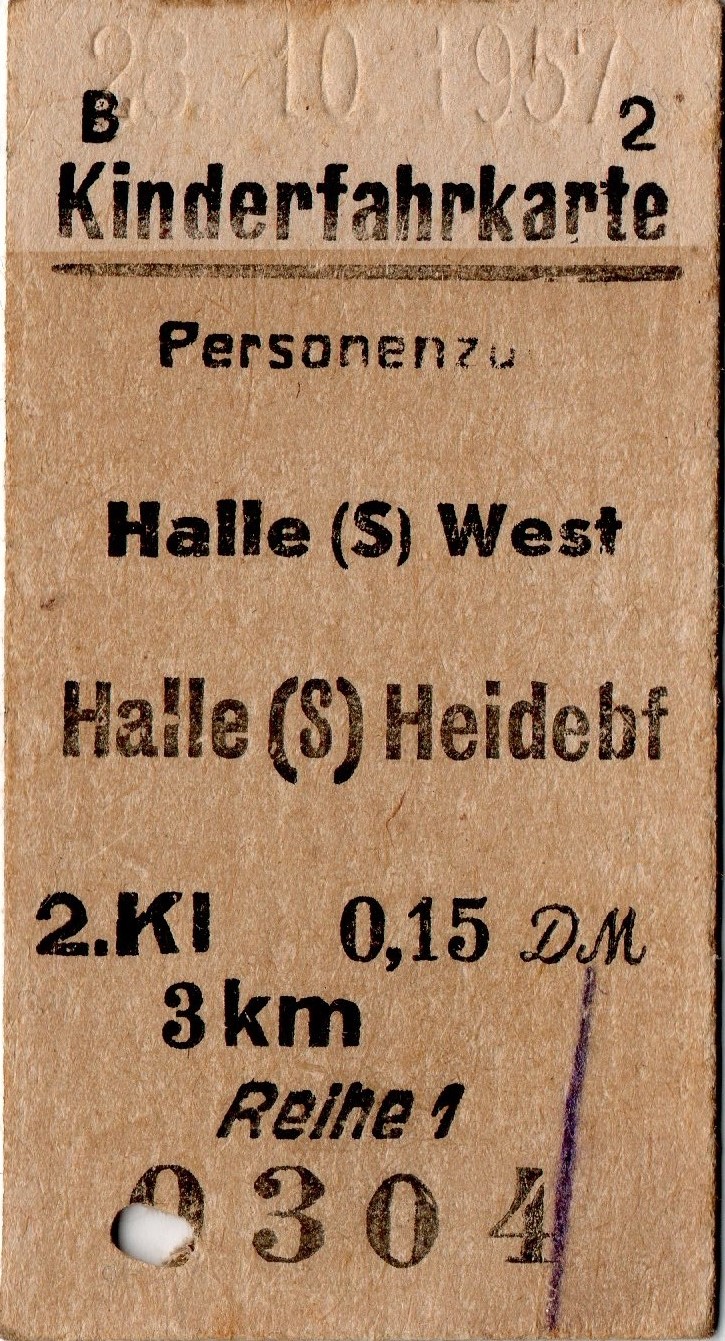 23 10 1957
B 2
Kinderfahrkarte
Personenzu
Halle (S) West
Halle (S) Heidebf
2.Kl 0,15 DM
3 km
Reihe 1
0304